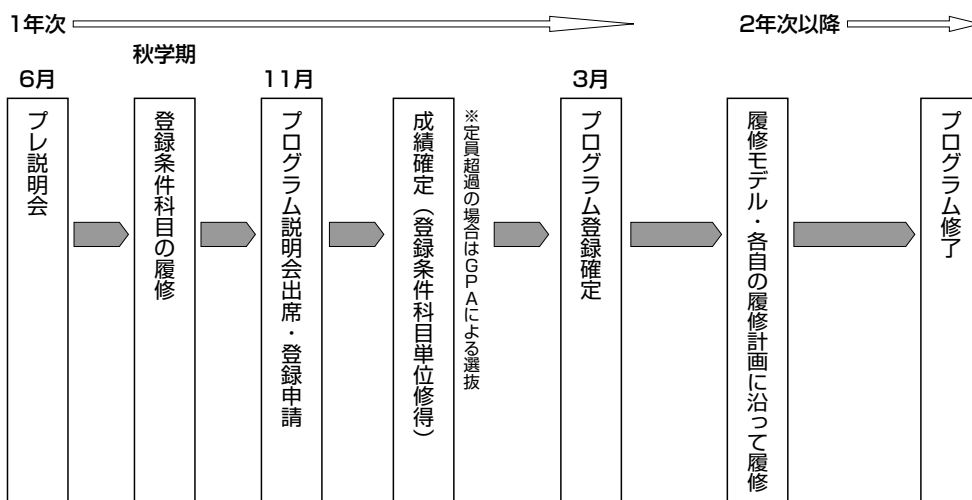 1年次
2年次以降
秋学期
6月
11月
3月
プレ説明会
登録条件科目の履修
プログラム説明会出席・登録申請
成績確定（登録条件科目単位修得）
※定員超過の場合はGPAによる選抜
プログラム登録確定
履修モデル・各自の履修計画に沿って履修
プログラム修了